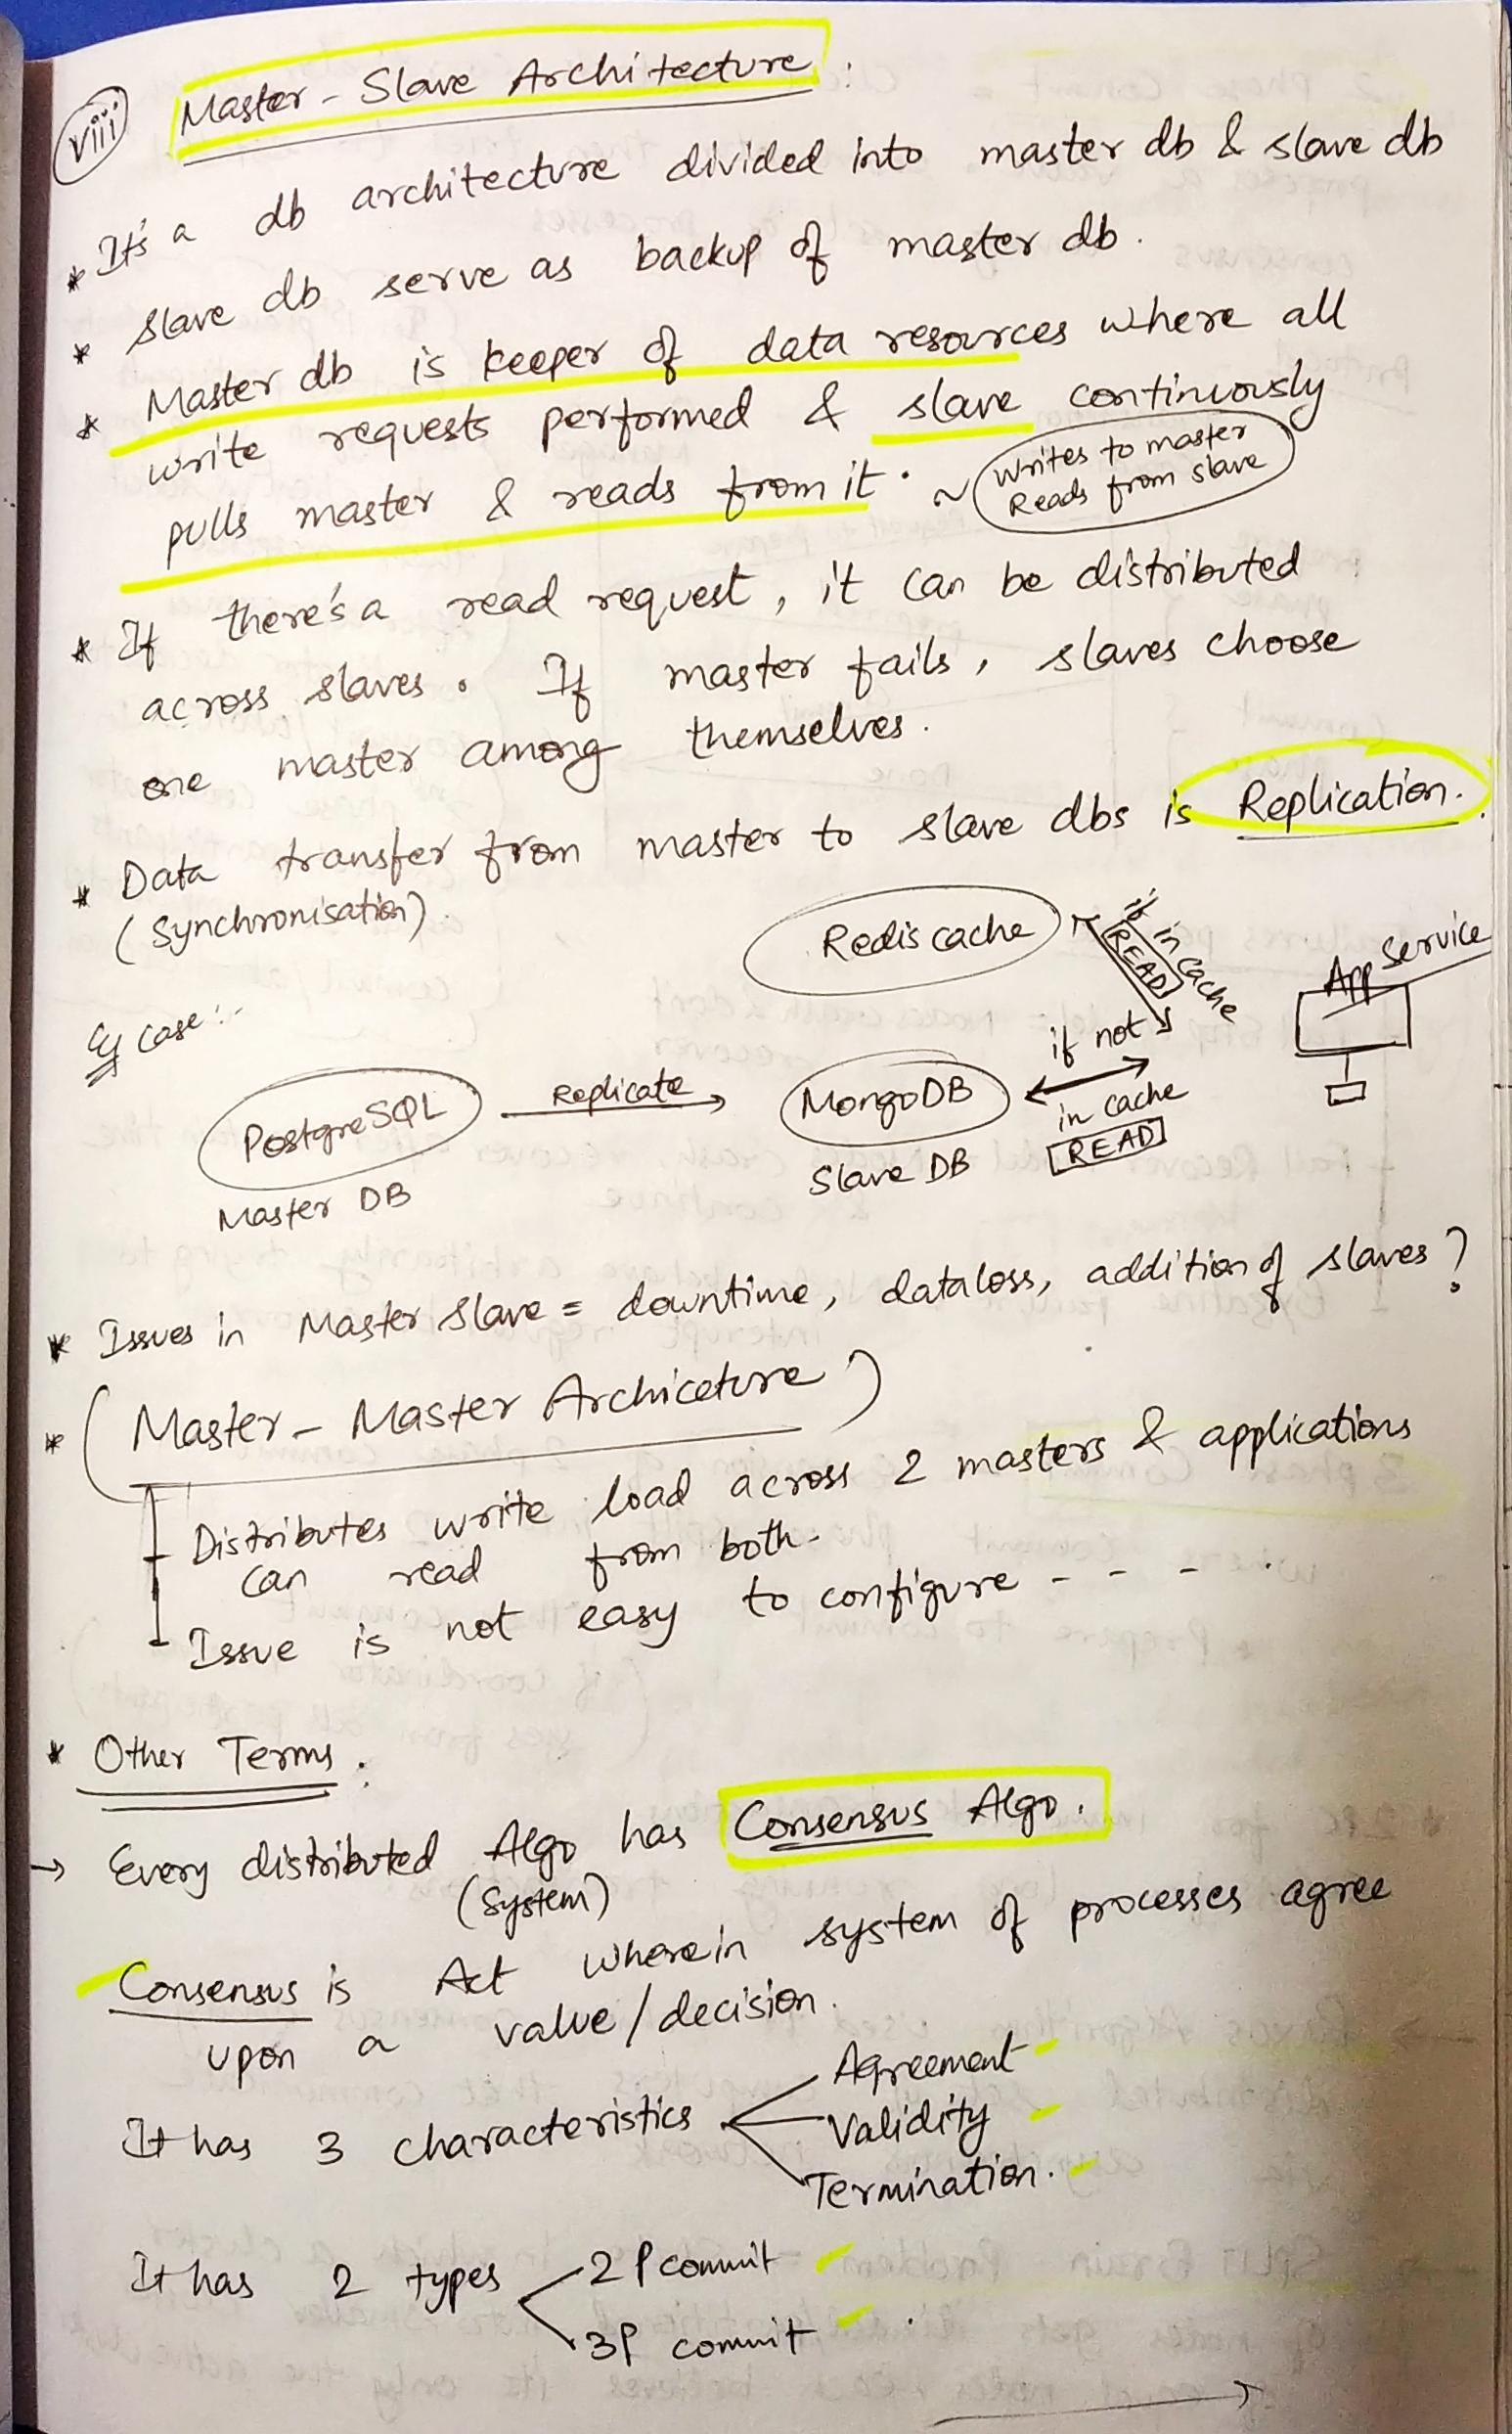 viii Master - Slave Architecture :
* It's a db architecture divided into master db & slave db
* Slave db serve as backup of master db.
* Master db is keeper of data resources where all
write requests performed & slave continuously
pulls master & reads from it. ~ Writes to master
Reads from slave
* If there's a read request, it can be distributed
across slaves. If master fails, slaves choose
one master among themselves.
* Data transfer from master to slave dbs is Replication.
(Synchronisation).
Redis cache
if in cache
READ
App Service
Eg case :-
PostgreSQL
Replicate
MongoDB
if not
in cache
READ
Master DB
Slave DB
* Issues in Master Slave = downtime, dataloss, addition of slaves ?
* ( Master - Master Archiceture )
Distributes write load across 2 masters & applications
can read from both.
Issue is not easy to configure - - - .
* Other Terms :
→ Every distributed Algo has Consensus Algo.
(System)
Consensus is Act wherein system of processes agree
upon a value / decision.
It has 3 characteristics
Agreement
Validity
Termination.
It has 2 types
2 P commit
3P commit
→